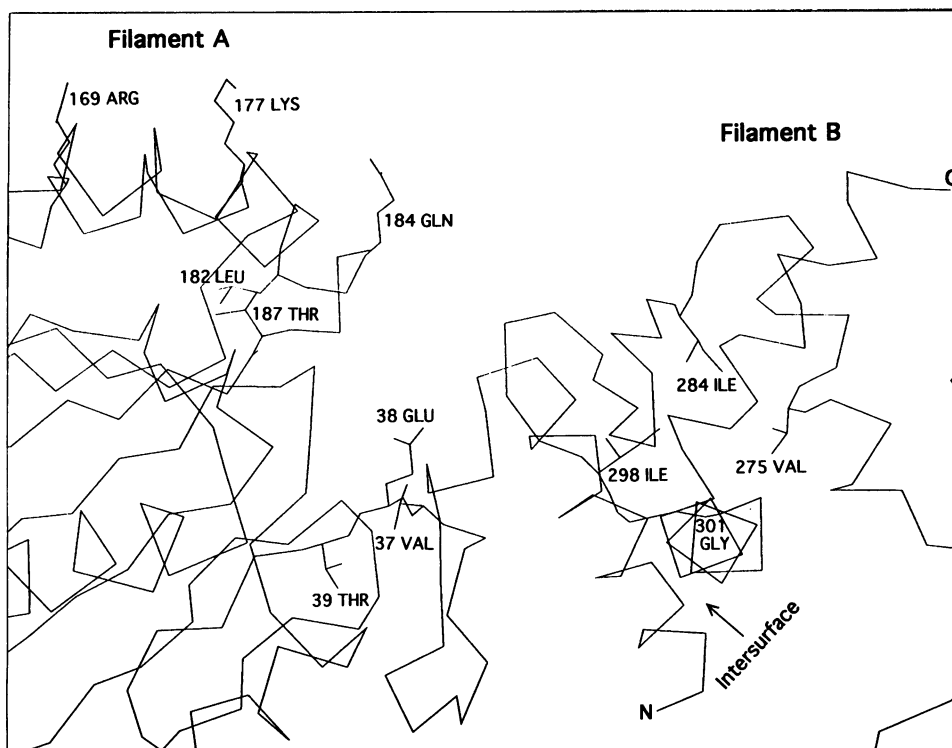 Filament A
169 ARG
177 LYS
Filament B
C
184 GLN
182 LEU
187 THR
284 ILE
38 GLU
298 ILE
275 VAL
301
GLY
37 VAL
39 THR
Intersurface
N